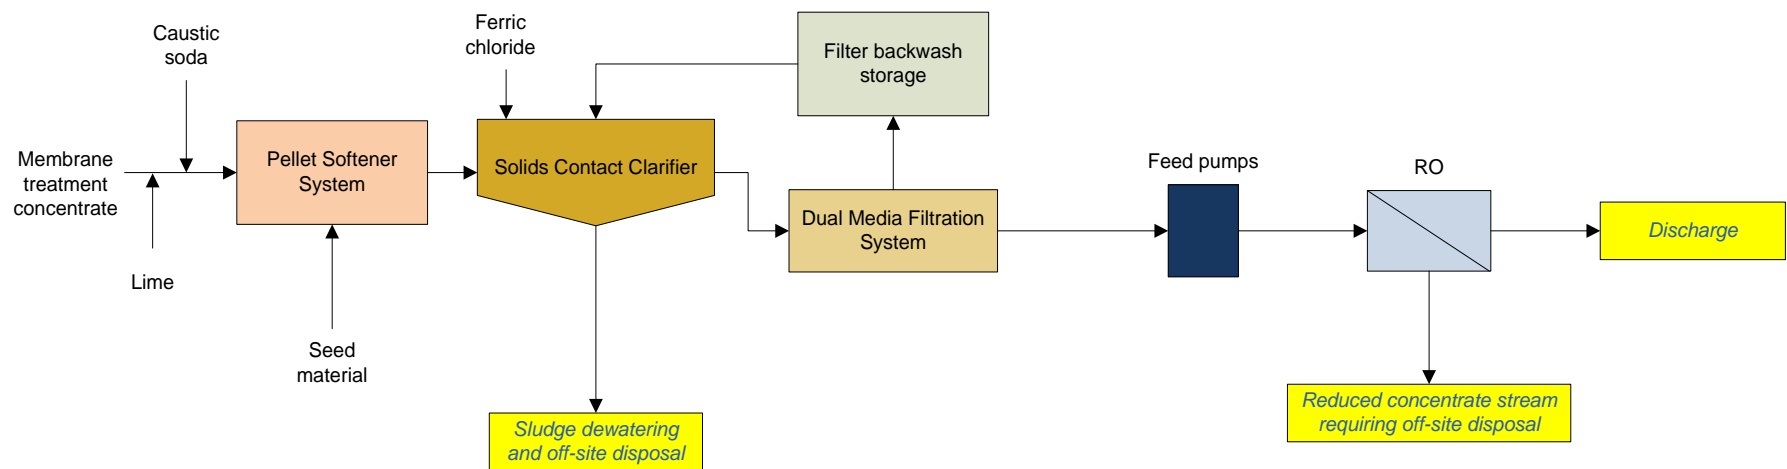 Caustic
soda
Ferric
chloride
Filter backwash
storage
Membrane
treatment
concentrate
Pellet Softener
System
Solids Contact Clarifier
Feed pumps
RO
Dual Media Filtration
System
Discharge
Lime
Seed
material
Sludge dewatering
and off-site disposal
Reduced concentrate stream
requiring off-site disposal